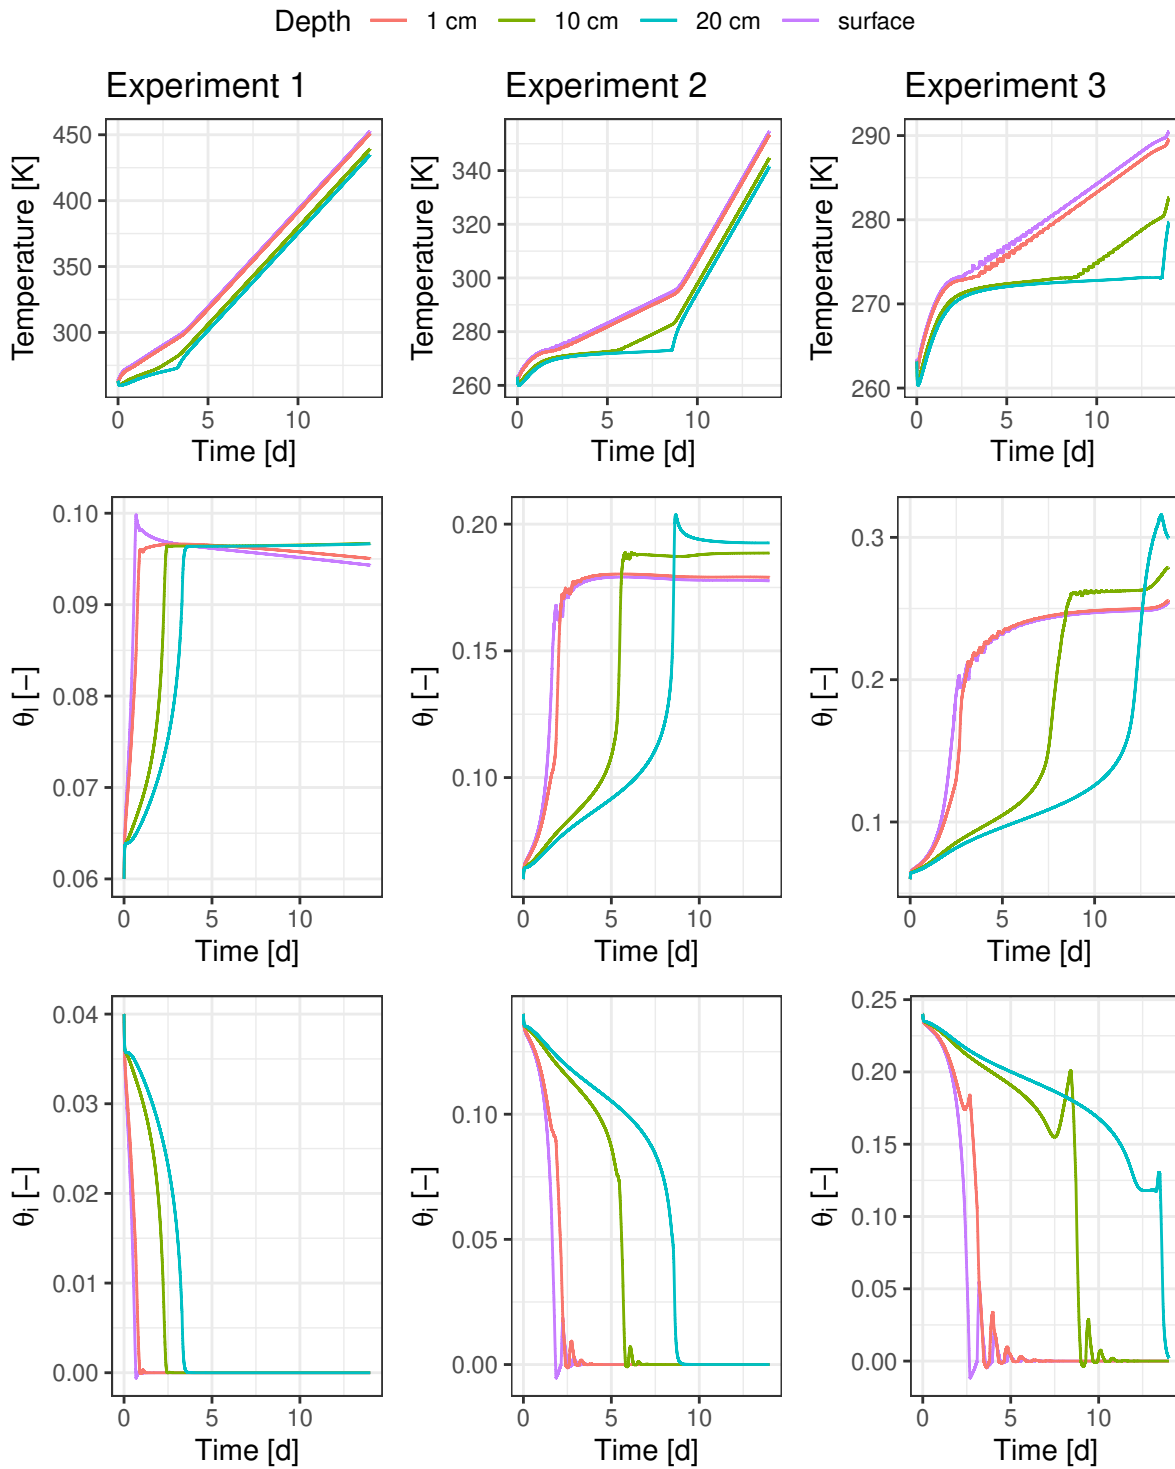 Depth 1 cm 10 cm 20 cm surface
Experiment 1 Experiment 2 Experiment 3
Temperature [K]
450
400
350
300
0 5 10
Time [d]
Temperature [K]
340
320
300
280
260
0 5 10
Time [d]
Temperature [K]
290
280
270
260
0 5 10
Time [d]
θl [−]
0.10
0.09
0.08
0.07
0.06
0 5 10
Time [d]
θl [−]
0.20
0.15
0.10
0 5 10
Time [d]
θl [−]
0.3
0.2
0.1
0 5 10
Time [d]
θi [−]
0.04
0.03
0.02
0.01
0.00
0 5 10
Time [d]
θi [−]
0.10
0.05
0.00
0 5 10
Time [d]
θi [−]
0.25
0.20
0.15
0.10
0.05
0.00
0 5 10
Time [d]